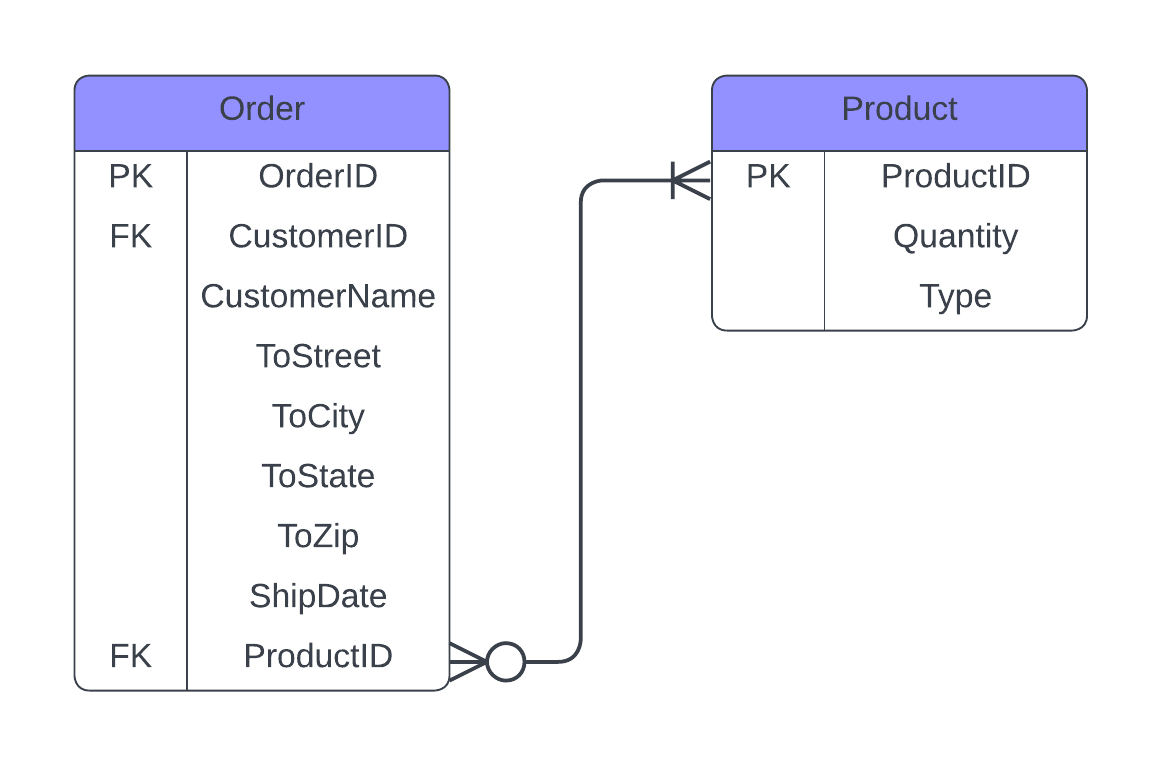 Order
PK OrderID
FK CustomerID
CustomerName
ToStreet
ToCity
ToState
ToZip
ShipDate
FK ProductID
Product
PK ProductID
Quantity
Type